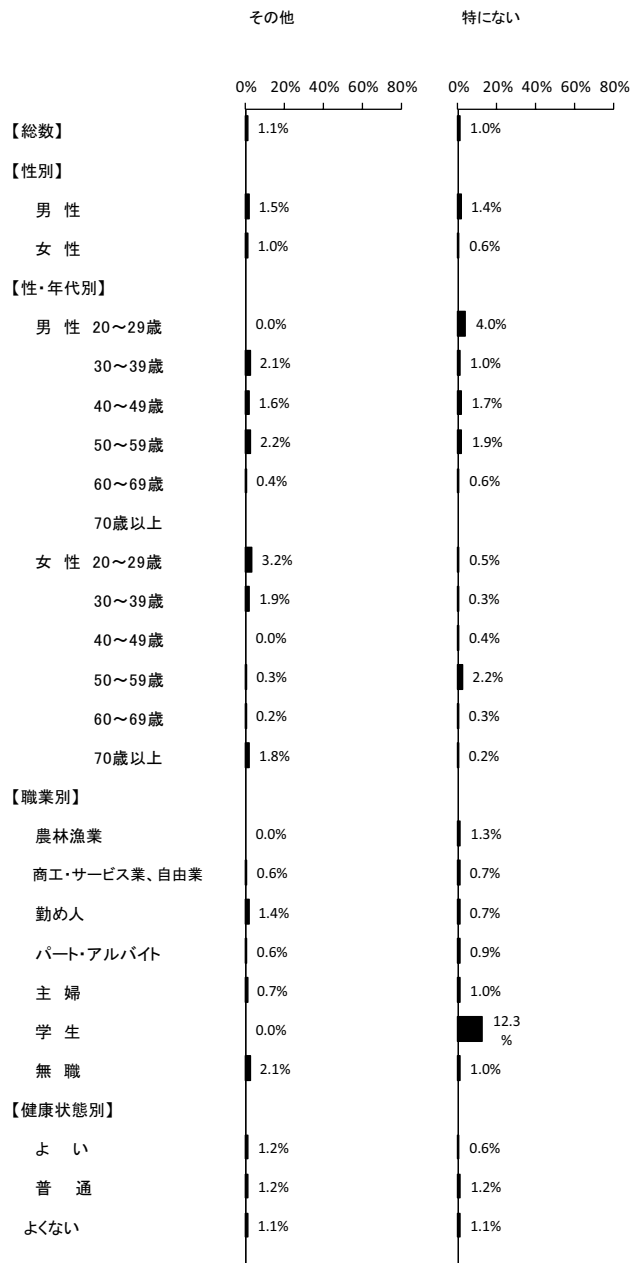 その他 特にない
0% 20% 40% 60% 80% 0% 20% 40% 60% 80%
【総数】 1.1% 1.0%
【性別】
男 性 1.5% 1.4%
女 性 1.0% 0.6%
【性・年代別】
男 性 20～29歳 0.0% 4.0%
30～39歳 2.1% 1.0%
40～49歳 1.6% 1.7%
50～59歳 2.2% 1.9%
60～69歳 0.4% 0.6%
70歳以上
女 性 20～29歳 3.2% 0.5%
30～39歳 1.9% 0.3%
40～49歳 0.0% 0.4%
50～59歳 0.3% 2.2%
60～69歳 0.2% 0.3%
70歳以上 1.8% 0.2%
【職業別】
農林漁業 0.0% 1.3%
商工・サービス業、自由業 0.6% 0.7%
勤め人 1.4% 0.7%
パート・アルバイト 0.6% 0.9%
主 婦 0.7% 1.0%
学 生 0.0% 12.3
%
無 職 2.1% 1.0%
【健康状態別】
よ い 1.2% 0.6%
普 通 1.2% 1.2%
よくない 1.1% 1.1%